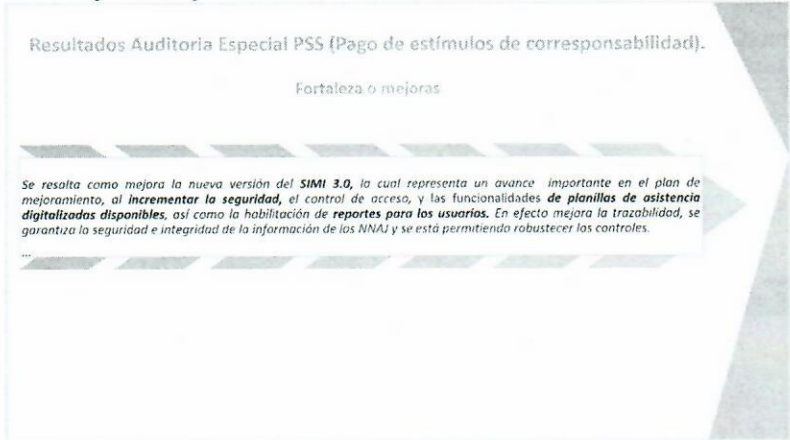 Resultados Auditoria Especial PSS (Pago de estímulos de corresponsabilidad).
Fortaleza o mejoras
Se resalta como mejora la nueva versión del SIMI 3.0, la cual representa un avance importante en el plan de
mejoramiento, al incrementar la seguridad, el control de acceso, y las funcionalidades de planillas de asistencia
digitalizadas disponibles, así como la habilitación de reportes para los usuarios. En efecto mejora la trazabilidad, se
garantiza la seguridad e integridad de la información de los NNAJ y se está permitiendo robustecer los controles.
...